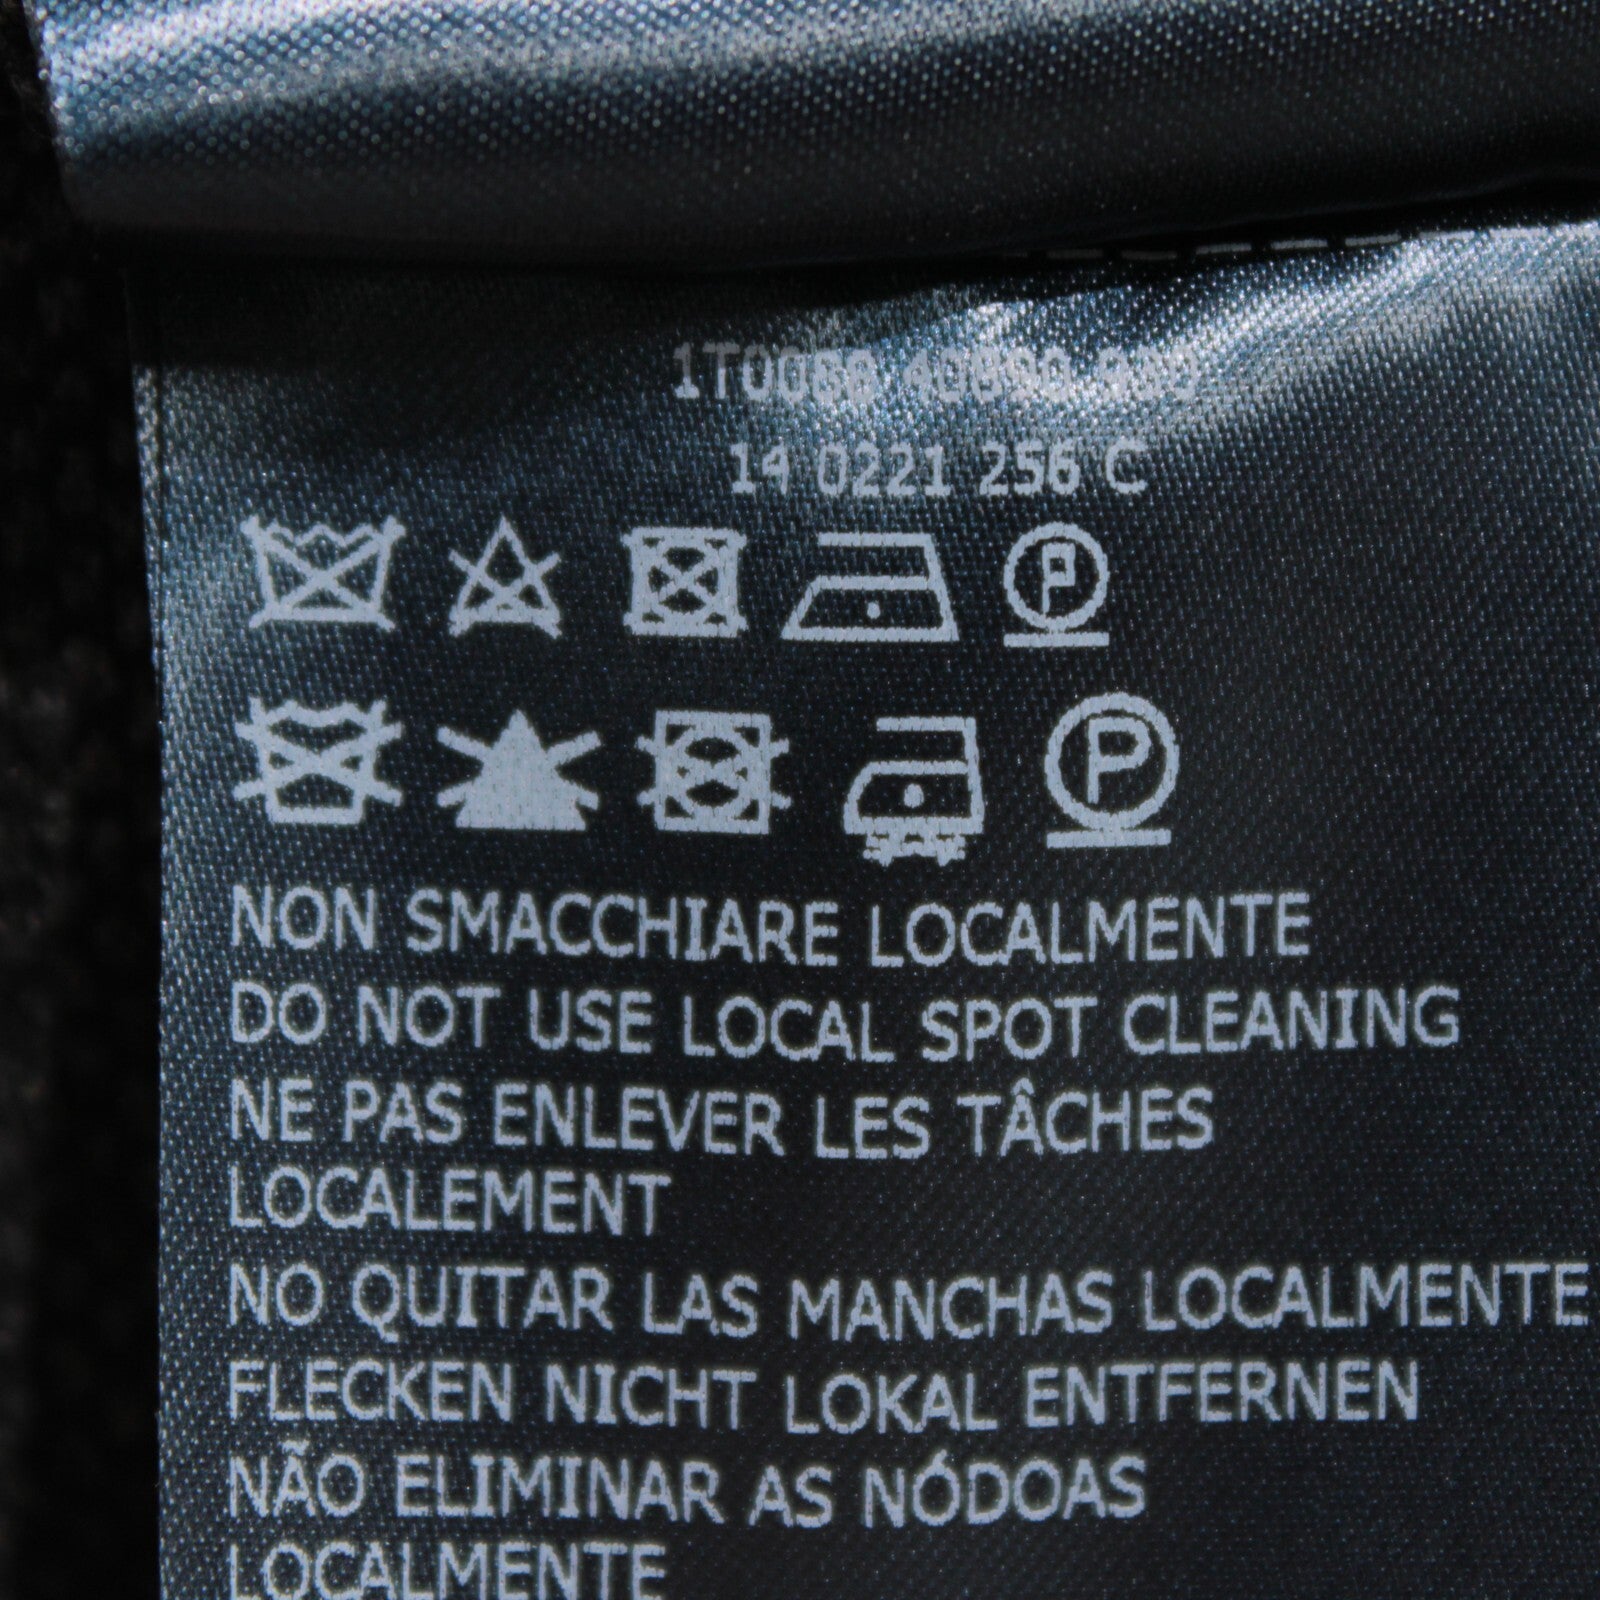 14 0221 256 C
P
P
NON SMACCHIARE LOCALMENTE
DO NOT USE LOCAL SPOT CLEANING
NE PAS ENLEVER LES TÂCHES
LOCALEMENT
NO QUITAR LAS MANCHAS LOCALMENTE
FLECKEN NICHT LOKAL ENTFERNEN
NÃO ELIMINAR AS NÓDOAS
LOCALMENTE